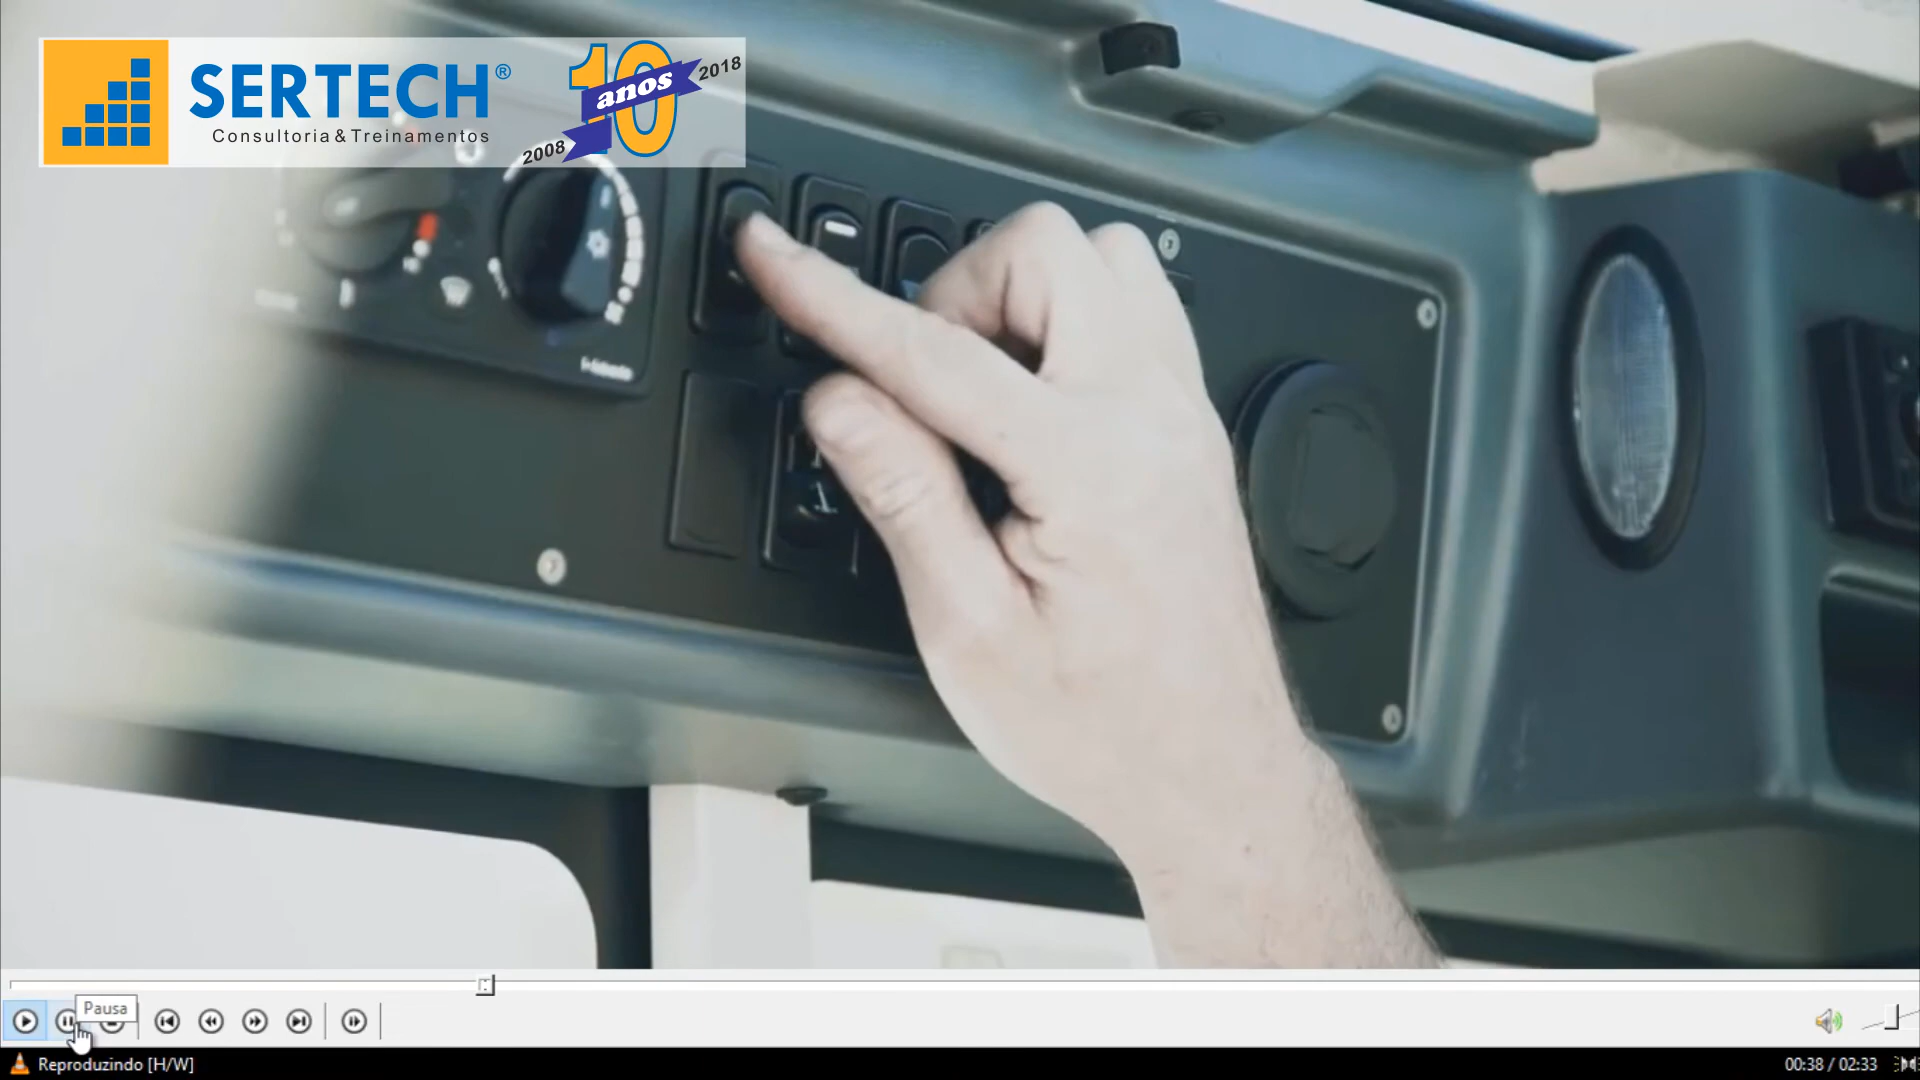 SERTECH®
Consultoria & Treinamentos
10 anos
2008
2018
Pausa
Reproduzindo [H/W]
00:38 / 02:33